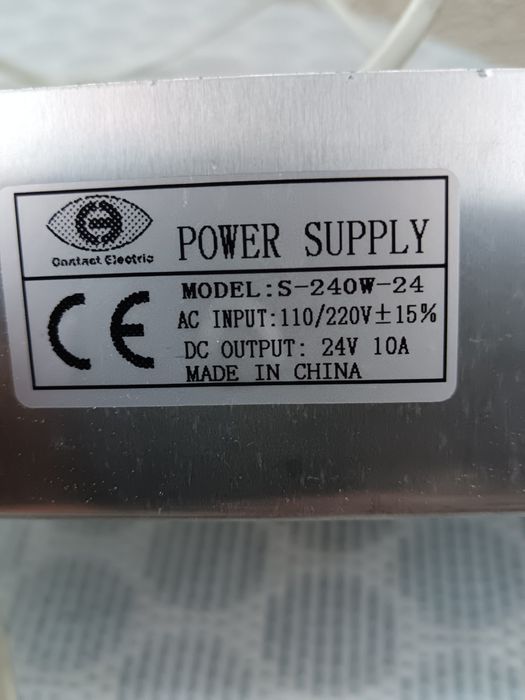 Contact Electric
POWER SUPPLY
CE
MODEL:S-240W-24
AC INPUT:110/220V±15%
DC OUTPUT: 24V 10A
MADE IN CHINA